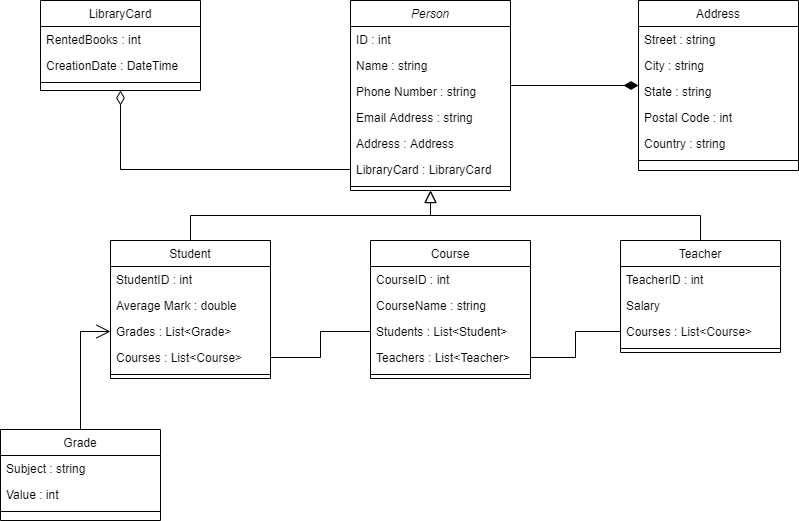 LibraryCard
RentedBooks : int
CreationDate : DateTime
Person
ID : int
Name : string
Phone Number : string
Email Address : string
Address : Address
LibraryCard : LibraryCard
Address
Street : string
City : string
State : string
Postal Code : int
Country : string
Student
StudentID : int
Average Mark : double
Grades : List<Grade>
Courses : List<Course>
Course
CourseID : int
CourseName : string
Students : List<Student>
Teachers : List<Teacher>
Teacher
TeacherID : int
Salary
Courses : List<Course>
Grade
Subject : string
Value : int